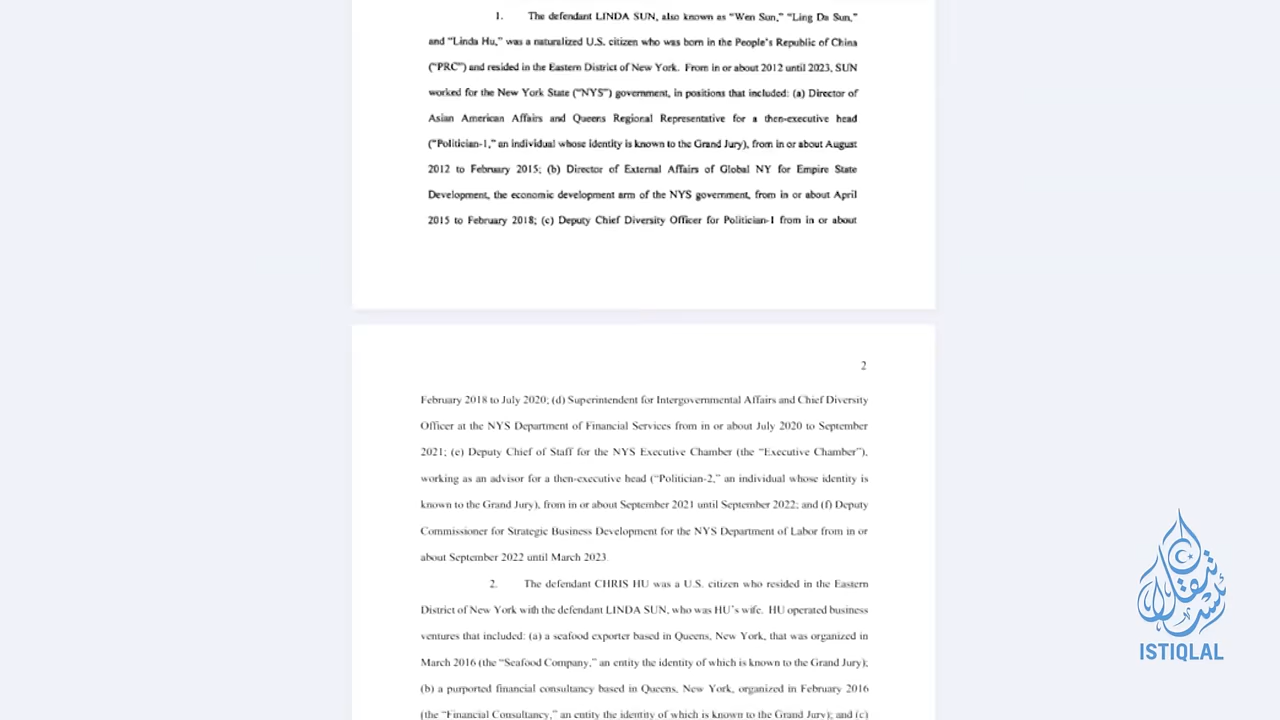 1. The defendant LINDA SUN, also known as “Wen Sun,” “Ling Da Sun,”
and “Linda Hu,” was a naturalized U.S. citizen who was born in the People’s Republic of China
(“PRC”) and resided in the Eastern District of New York. From in or about 2012 until 2023, SUN
worked for the New York State (“NYS”) government, in positions that included: (a) Director of
Asian American Affairs and Queens Regional Representative for a then-executive head
(“Politician-1,” an individual whose identity is known to the Grand Jury), from in or about August
2012 to February 2015; (b) Director of External Affairs of Global NY for Empire State
Development, the economic development arm of the NYS government, from in or about April
2015 to February 2018; (c) Deputy Chief Diversity Officer for Politician-1 from in or about
2
February 2018 to July 2020; (d) Superintendent for Intergovernmental Affairs and Chief Diversity
Officer at the NYS Department of Financial Services from in or about July 2020 to September
2021; (e) Deputy Chief of Staff for the NYS Executive Chamber (the “Executive Chamber”),
working as an advisor for a then-executive head (“Politician-2,” an individual whose identity is
known to the Grand Jury), from in or about September 2021 until September 2022; and (f) Deputy
Commissioner for Strategic Business Development for the NYS Department of Labor from in or
about September 2022 until March 2023.
2. The defendant CHRIS HU was a U.S. citizen who resided in the Eastern
District of New York with the defendant LINDA SUN, who was HU’s wife. HU operated business
ventures that included: (a) a seafood exporter based in Queens, New York, that was organized in
March 2016 (the “Seafood Company,” an entity the identity of which is known to the Grand Jury);
(b) a purported financial consultancy based in Queens, New York, organized in February 2016
(the “Financial Consultancy,” an entity the identity of which is known to the Grand Jury); and (c)
ISTIQLAL